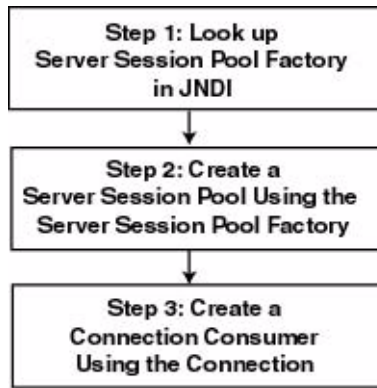 Step 1: Look up
Server Session Pool Factory
in JNDI
Step 2: Create a
Server Session Pool Using the
Server Session Pool Factory
Step 3: Create a
Connection Consumer
Using the Connection